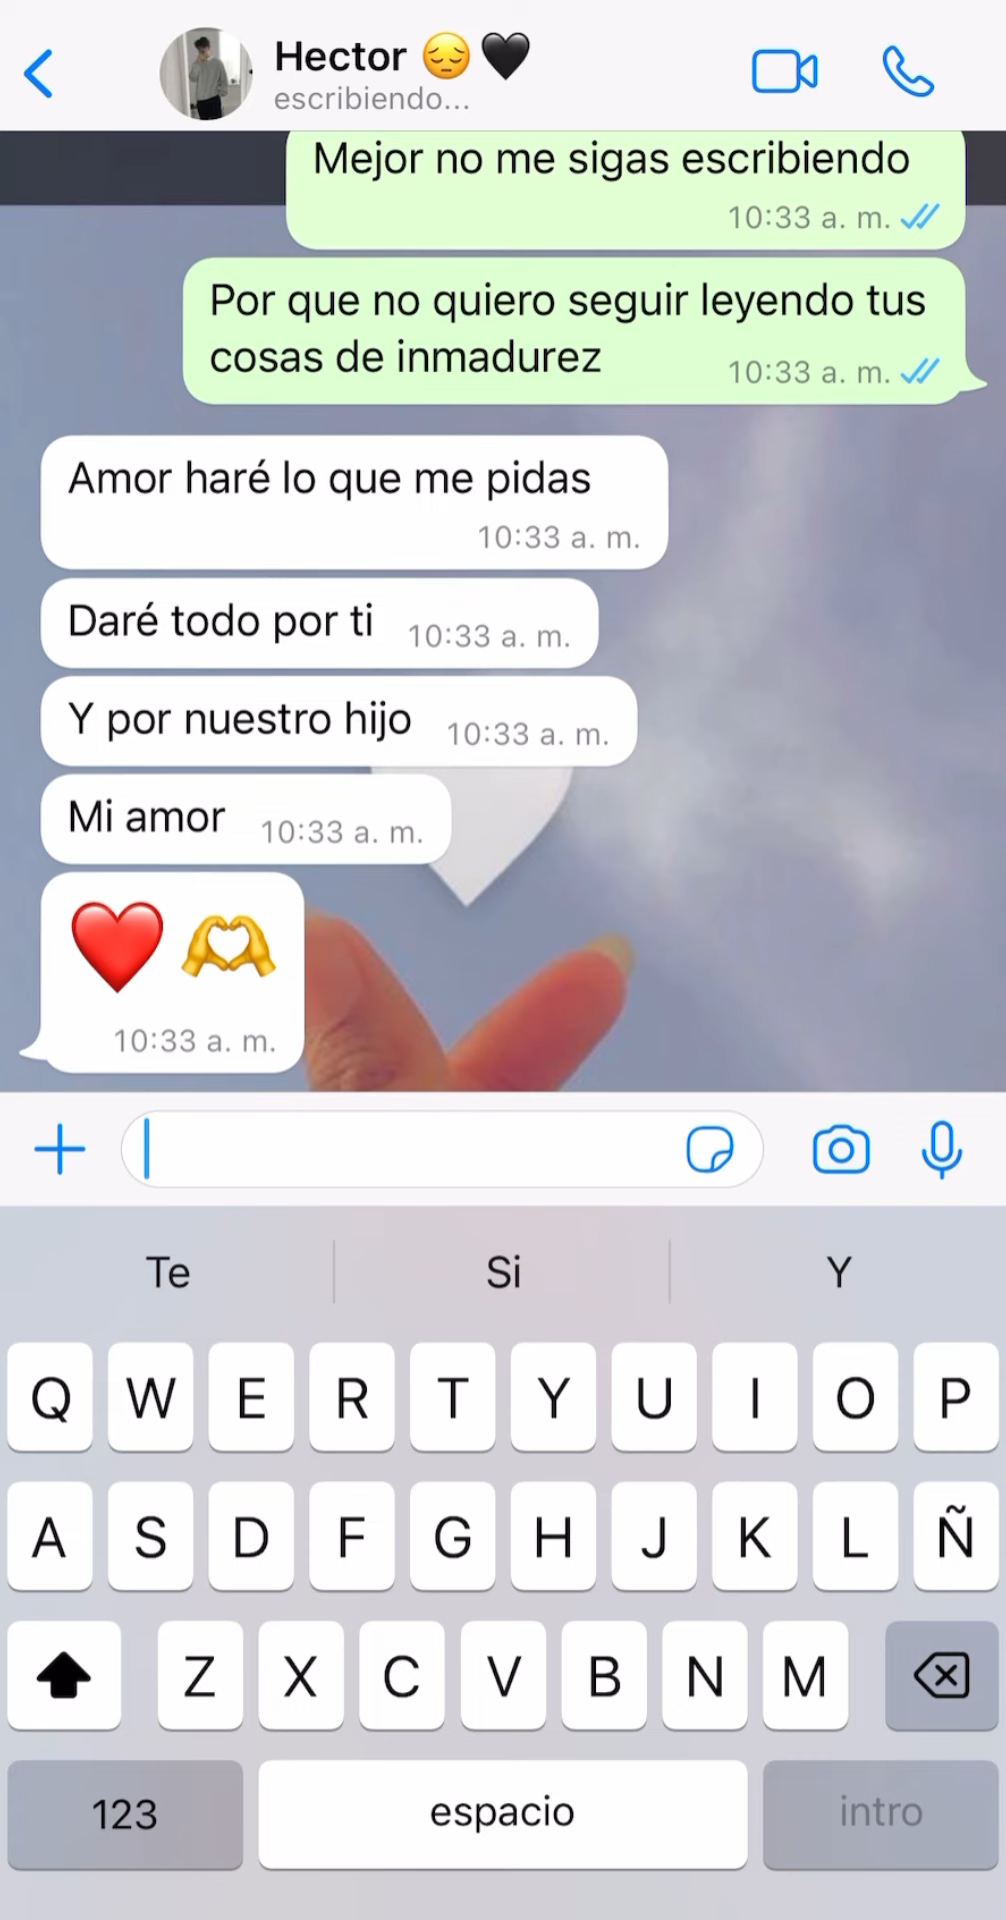 Hector 😔🖤
escribiendo...
Mejor no me sigas escribiendo
10:33 a. m.
Por que no quiero seguir leyendo tus
cosas de inmadurez 10:33 a. m.
Amor haré lo que me pidas
10:33 a. m.
Daré todo por ti 10:33 a. m.
Y por nuestro hijo 10:33 a. m.
Mi amor 10:33 a. m.
❤️ 🫶
10:33 a. m.
Te Si Y
Q W E R T Y U I O P
A S D F G H J K L Ñ
Z X C V B N M
123 espacio intro